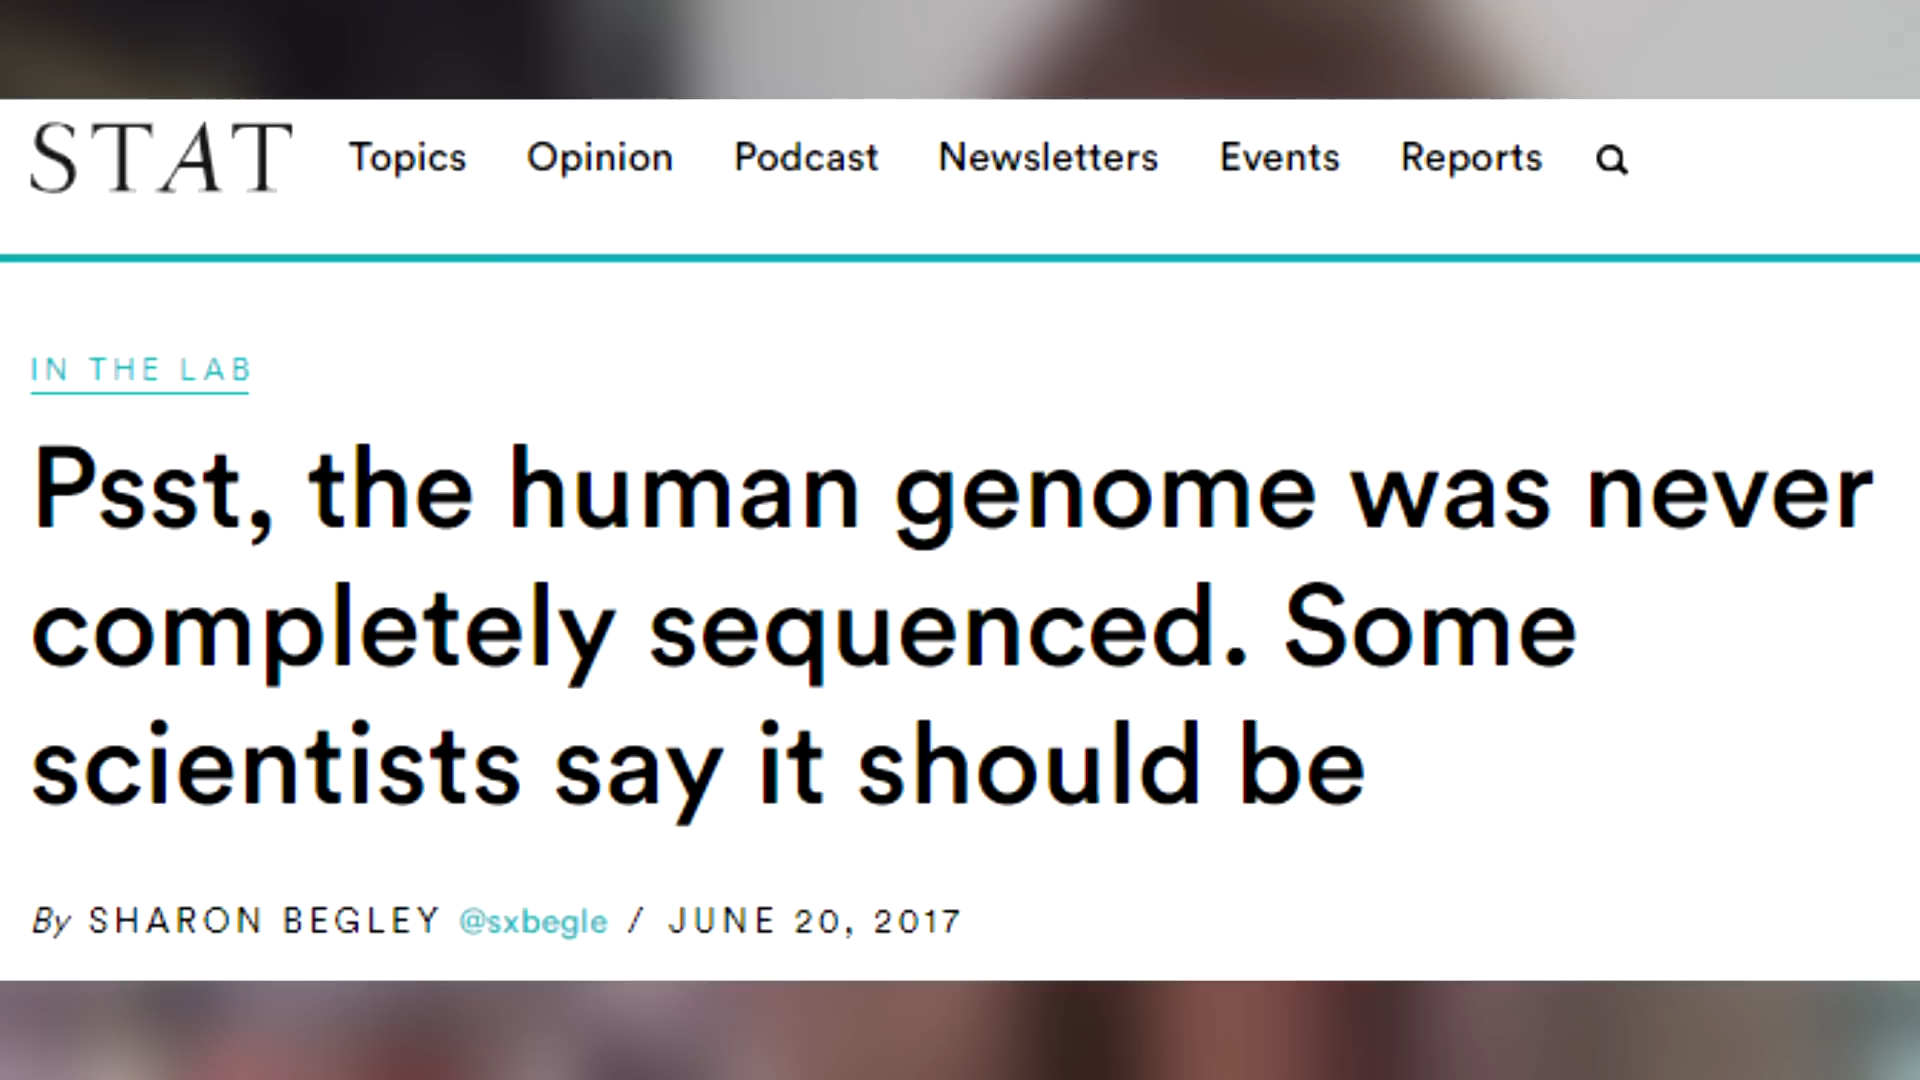 STAT Topics Opinion Podcast Newsletters Events Reports
IN THE LAB
Psst, the human genome was never
completely sequenced. Some
scientists say it should be
By SHARON BEGLEY @sxbegle / JUNE 20, 2017